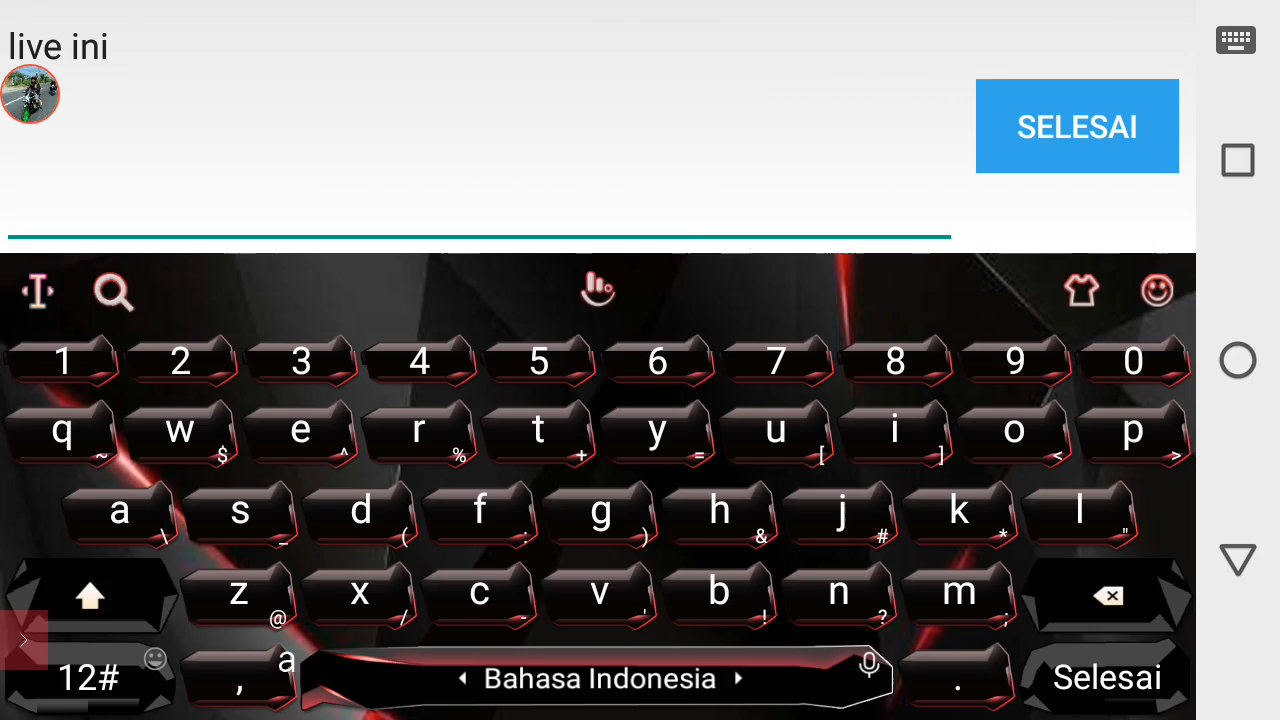 live ini
SELESAI
1 2 3 4 5 6 7 8 9 0
q w e r t y u i o p
~ $ ^ % + = [ ] < >
a s d f g h j k l
\ _ ( : ) & # * "
z x c v b n m
@ / - ' ! ? ;
12# , a Bahasa Indonesia . Selesai